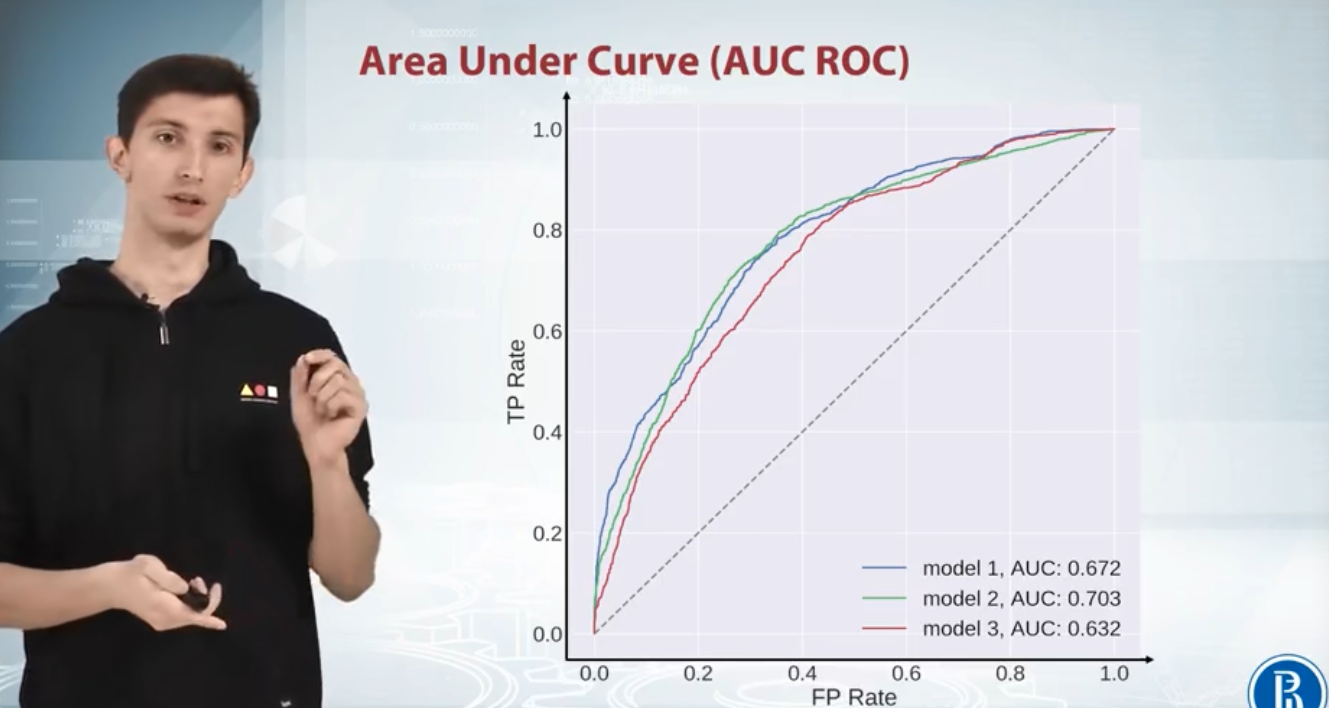 Area Under Curve (AUC ROC)
1.0
0.8
0.6
0.4
0.2
0.0
TP Rate
model 1, AUC: 0.672
model 2, AUC: 0.703
model 3, AUC: 0.632
0.0 0.2 0.4 0.6 0.8 1.0
FP Rate